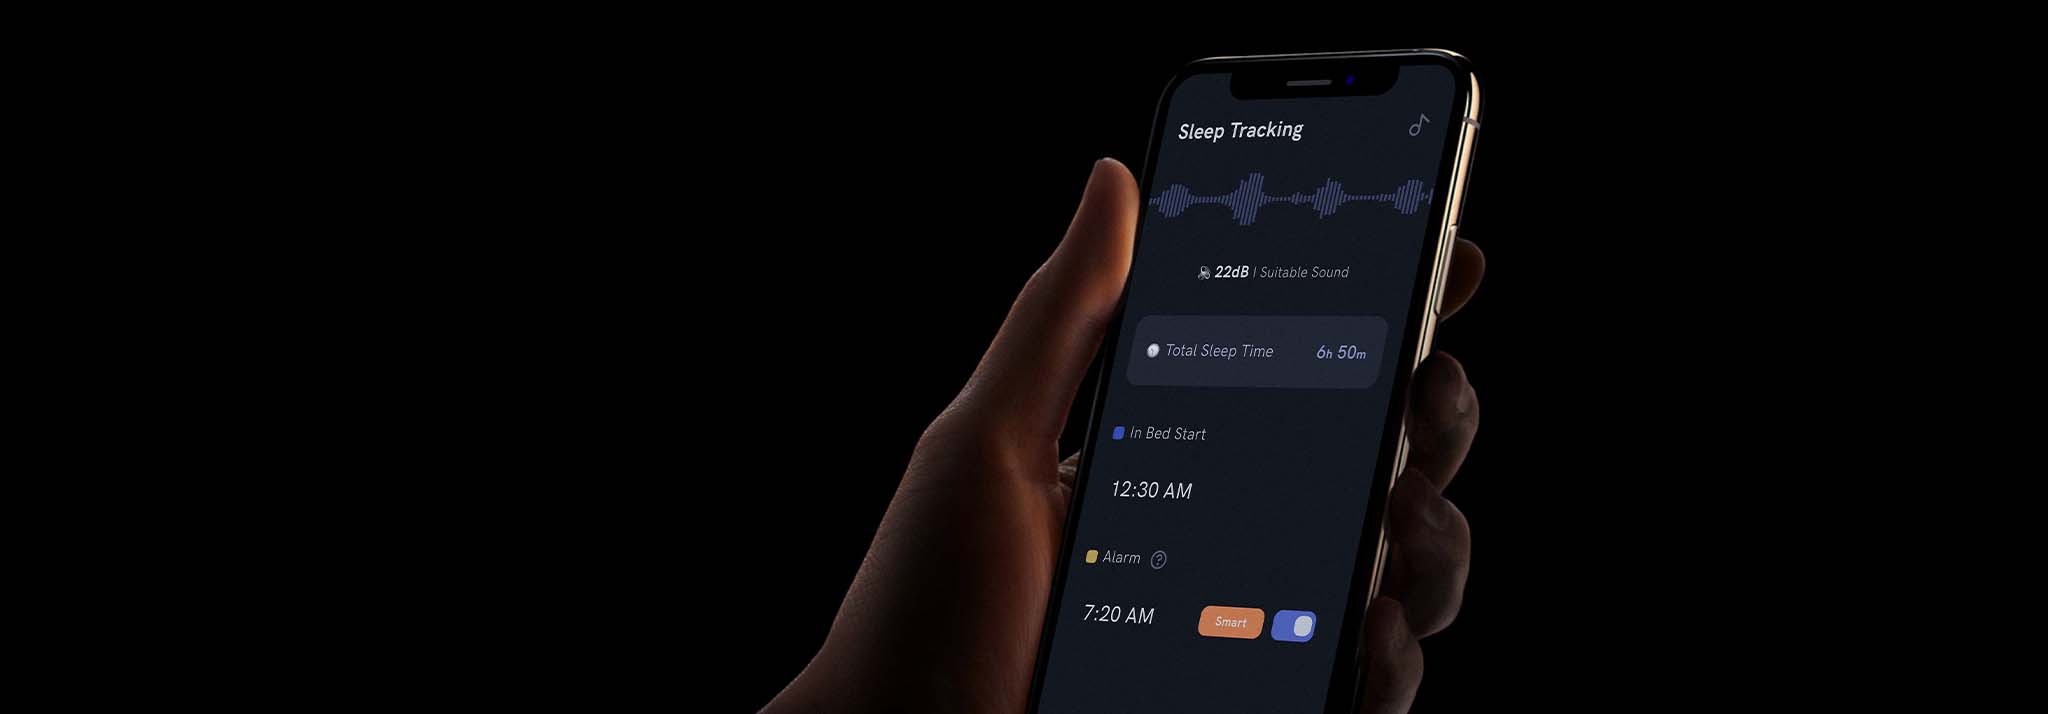 Sleep Tracking
22dB | Suitable Sound
Total Sleep Time 6h 50m
In Bed Start
12:30 AM
Alarm ?
7:20 AM Smart